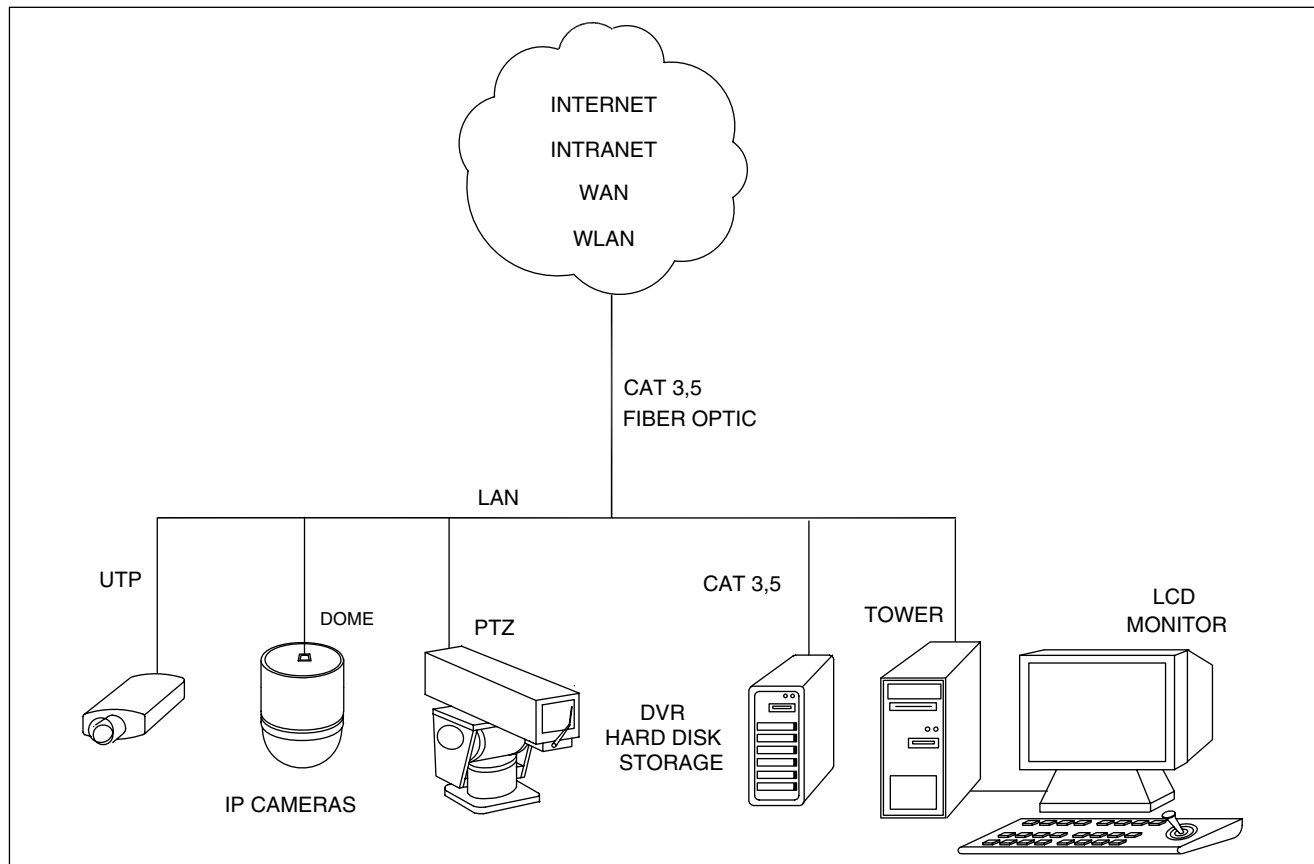 INTERNET
INTRANET
WAN
WLAN
CAT 3,5
FIBER OPTIC
LAN
UTP
DOME
PTZ
CAT 3,5
TOWER
LCD
MONITOR
DVR
HARD DISK
STORAGE
IP CAMERAS